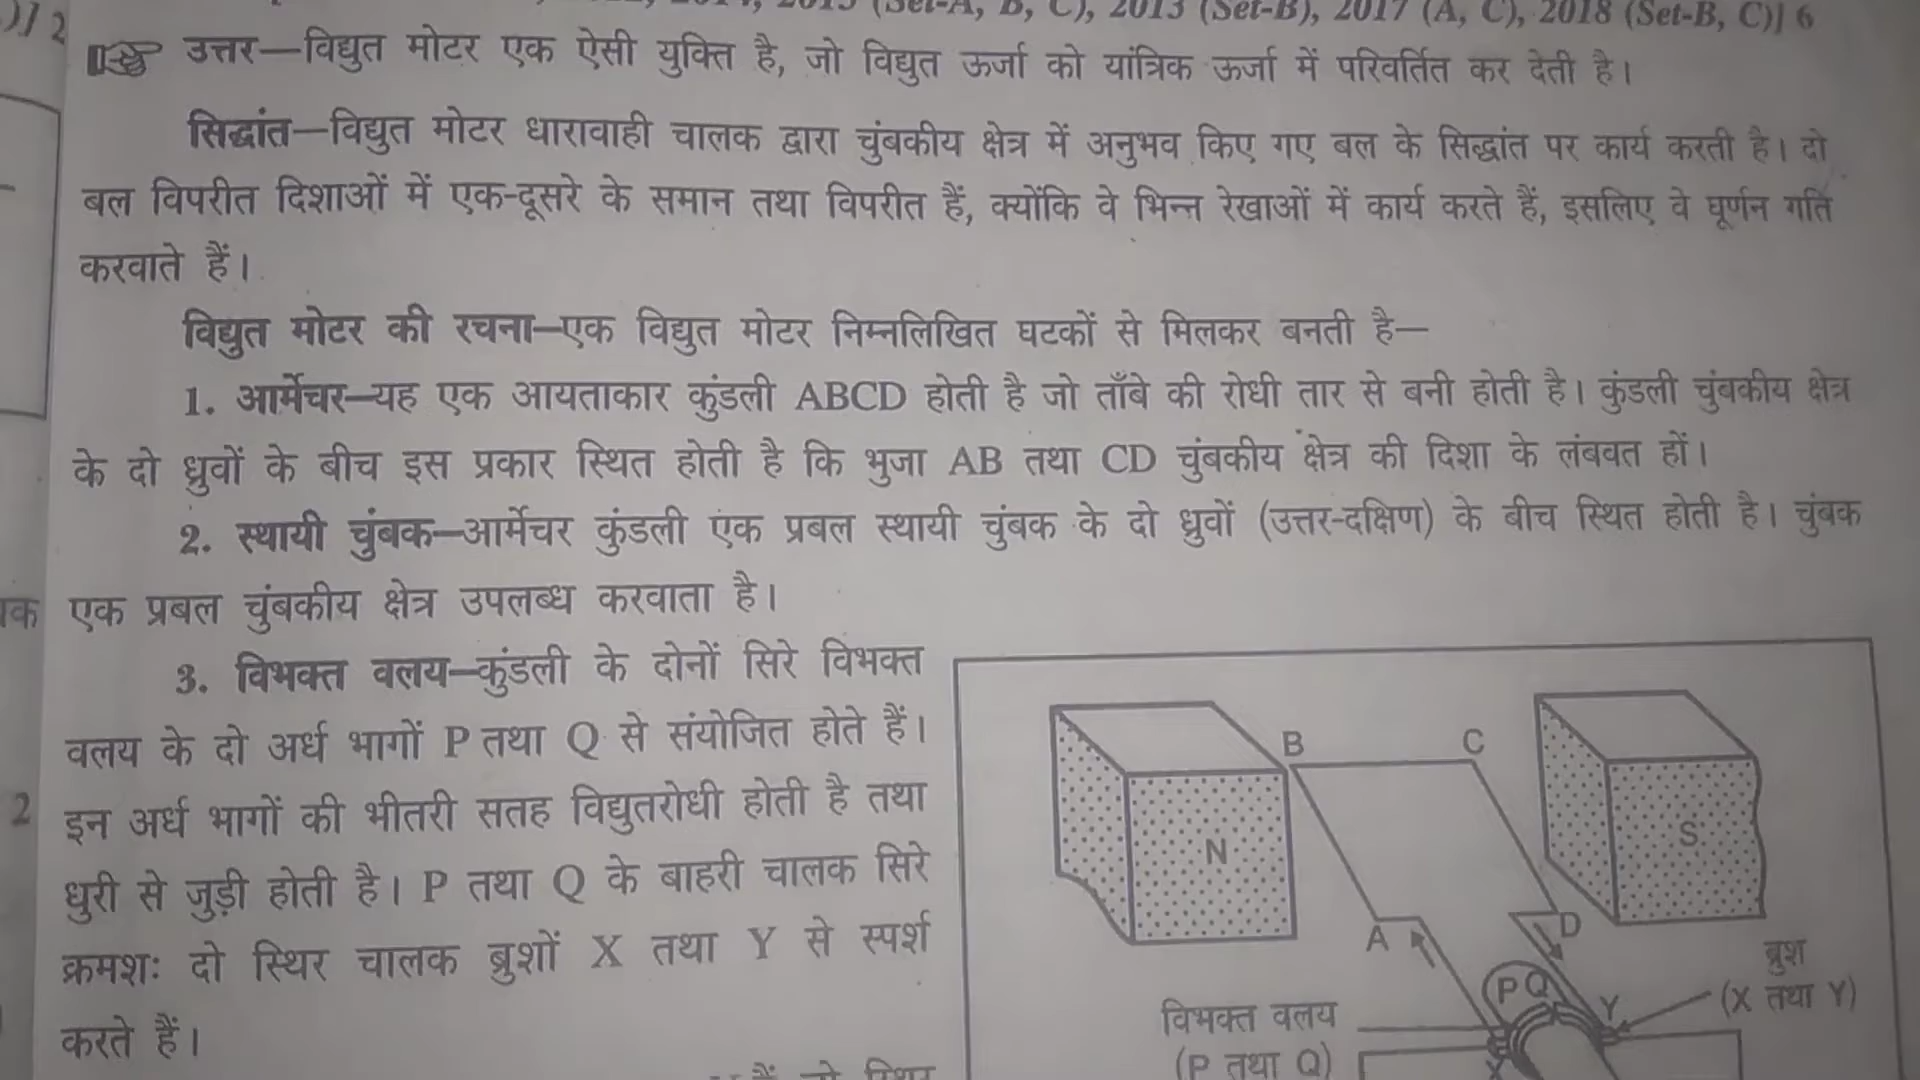 (Set-A, B, C), 2013 (Set-B), 2017 (A, C), 2018 (Set-B, C)] 6
उत्तर—विद्युत मोटर एक ऐसी युक्ति है, जो विद्युत ऊर्जा को यांत्रिक ऊर्जा में परिवर्तित कर देती है।
सिद्धांत—विद्युत मोटर धारावाही चालक द्वारा चुंबकीय क्षेत्र में अनुभव किए गए बल के सिद्धांत पर कार्य करती है। दो
बल विपरीत दिशाओं में एक-दूसरे के समान तथा विपरीत हैं, क्योंकि वे भिन्न रेखाओं में कार्य करते हैं, इसलिए वे घूर्णन गति
करवाते हैं।
विद्युत मोटर की रचना—एक विद्युत मोटर निम्नलिखित घटकों से मिलकर बनती है—
1. आर्मेचर—यह एक आयताकार कुंडली ABCD होती है जो ताँबे की रोधी तार से बनी होती है। कुंडली चुंबकीय क्षेत्र
के दो ध्रुवों के बीच इस प्रकार स्थित होती है कि भुजा AB तथा CD चुंबकीय क्षेत्र की दिशा के लंबवत हों।
2. स्थायी चुंबक—आर्मेचर कुंडली एक प्रबल स्थायी चुंबक के दो ध्रुवों (उत्तर-दक्षिण) के बीच स्थित होती है। चुंबक
एक प्रबल चुंबकीय क्षेत्र उपलब्ध करवाता है।
3. विभक्त वलय—कुंडली के दोनों सिरे विभक्त
वलय के दो अर्ध भागों P तथा Q से संयोजित होते हैं।
इन अर्ध भागों की भीतरी सतह विद्युतरोधी होती है तथा
धुरी से जुड़ी होती है। P तथा Q के बाहरी चालक सिरे
क्रमशः दो स्थिर चालक ब्रुशों X तथा Y से स्पर्श
करते हैं।
2
2
B
C
N
S
A
D
P Q
Y
X
ब्रुश
(X तथा Y)
विभक्त वलय
(P तथा Q)